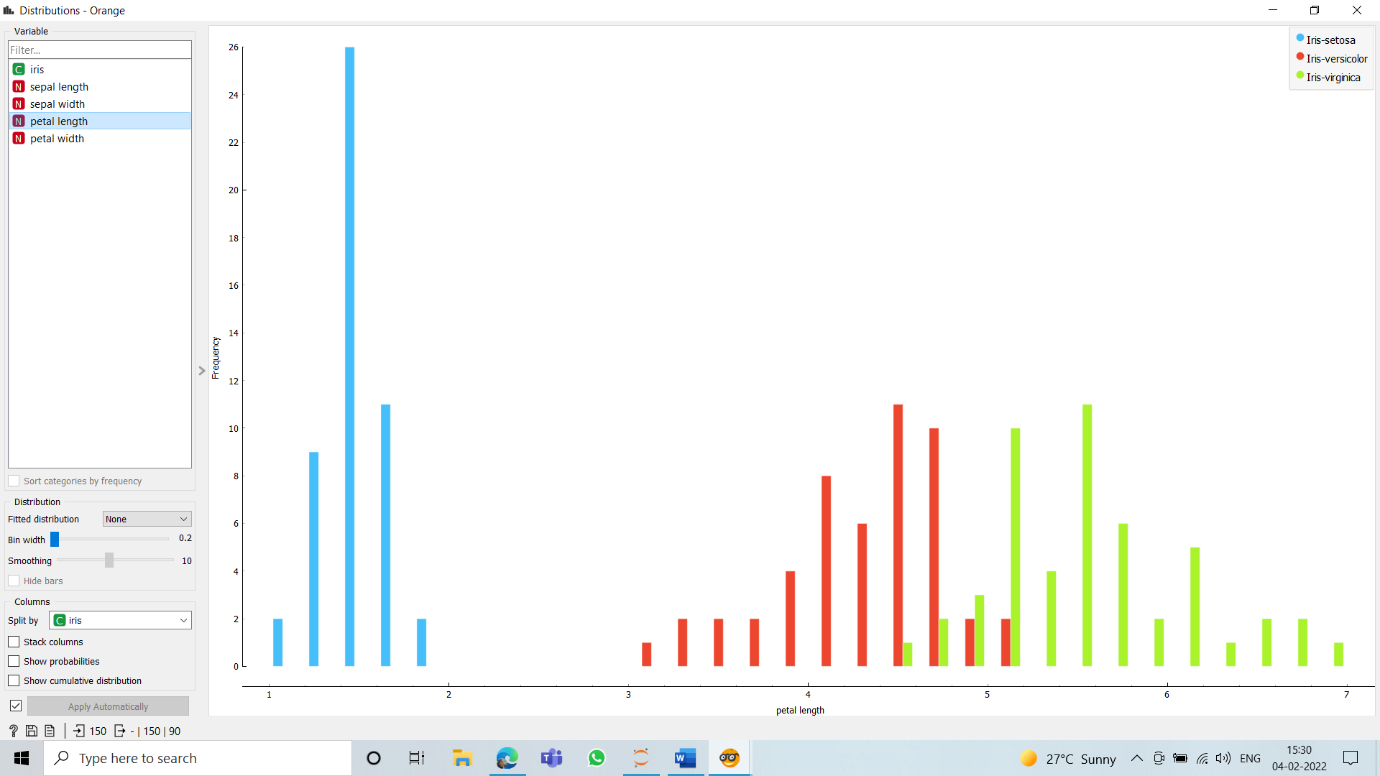 Distributions - Orange
Variable
Filter...
C iris
N sepal length
N sepal width
N petal length
N petal width
Sort categories by frequency
Distribution
Fitted distribution None
Bin width 0.2
Smoothing 10
Hide bars
Columns
Split by C iris
Stack columns
Show probabilities
Show cumulative distribution
Apply Automatically
? 150 - | 150 | 90
Iris-setosa
Iris-versicolor
Iris-virginica
26
24
22
20
18
16
14
12
10
8
6
4
2
0
Frequency
1 2 3 4 5 6 7
petal length
Type here to search
27°C Sunny
ENG
15:30
04-02-2022